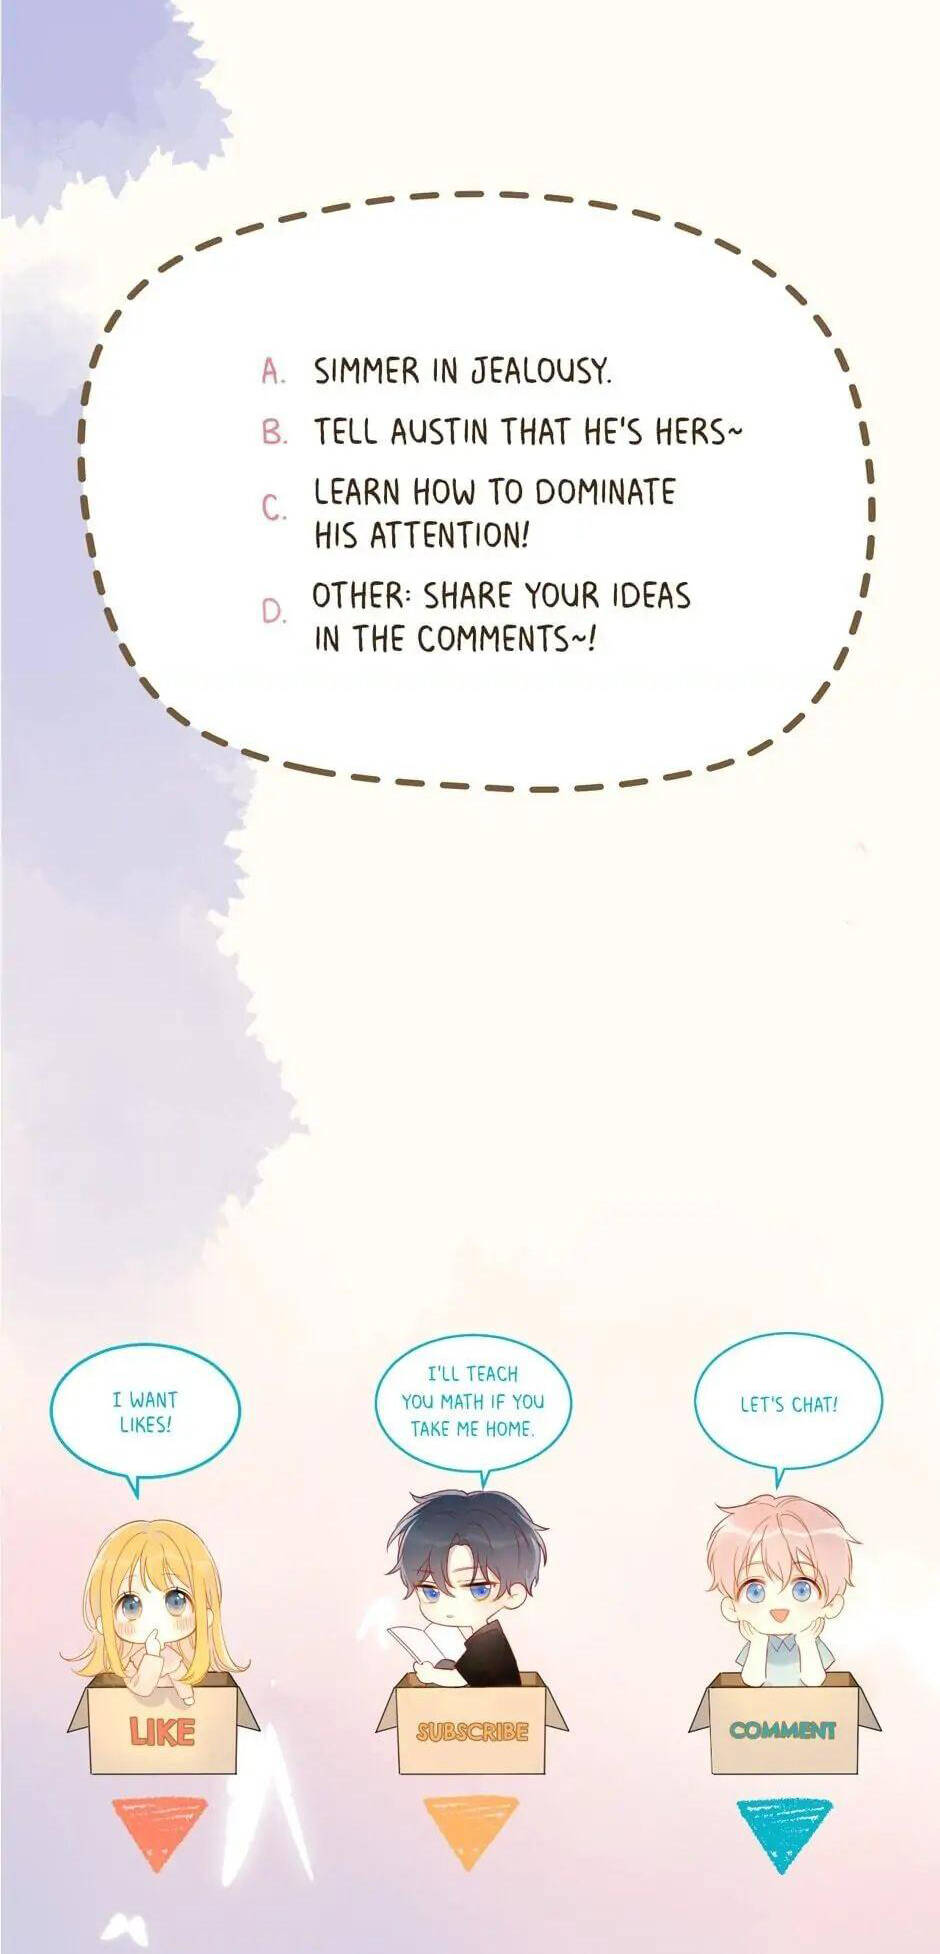 A. SIMMER IN JEALOUSY.
B. TELL AUSTIN THAT HE'S HERS~
C. LEARN HOW TO DOMINATE
HIS ATTENTION!
D. OTHER: SHARE YOUR IDEAS
IN THE COMMENTS~!
I WANT
LIKES!
I'LL TEACH
YOU MATH IF YOU
TAKE ME HOME.
LET'S CHAT!
LIKE
SUBSCRIBE
COMMENT